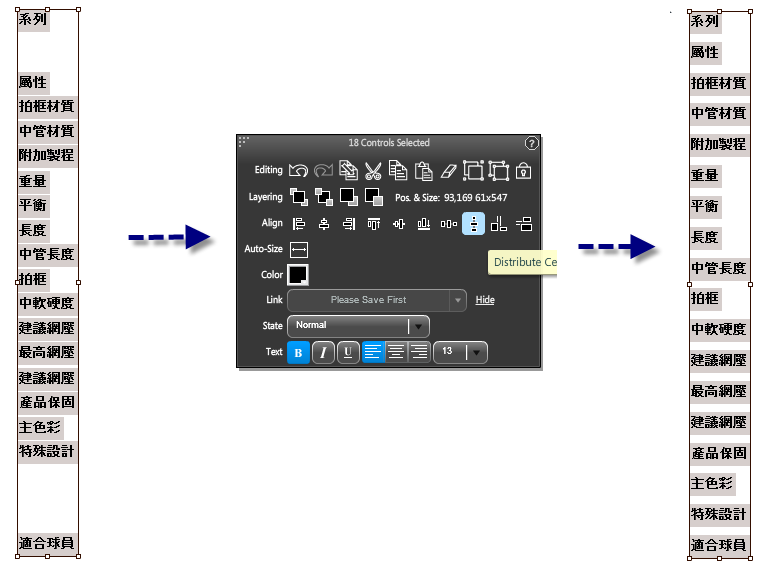 系列
屬性
拍框材質
中管材質
附加製程
重量
平衡
長度
中管長度
拍框
中軟硬度
建議網壓
最高網壓
建議網壓
產品保固
主色彩
特殊設計
適合球員
18 Controls Selected
?
Editing
Layering
Pos. & Size: 93,169 61x547
Align
Auto-Size
Distribute Ce
Color
Link
Please Save First
Hide
State
Normal
Text
B
I
U
13
系列
屬性
拍框材質
中管材質
附加製程
重量
平衡
長度
中管長度
拍框
中軟硬度
建議網壓
最高網壓
建議網壓
產品保固
主色彩
特殊設計
適合球員